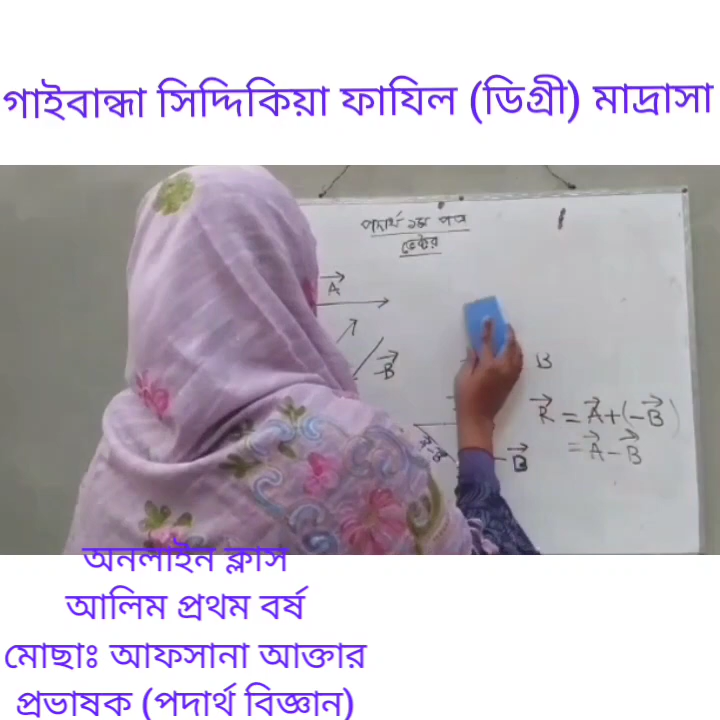 গাইবান্ধা সিদ্দিকিয়া ফাযিল (ডিগ্রী) মাদ্রাসা
পদার্থ ১ম পত্র
ভেক্টর
A⃗
B⃗
B
R⃗ = A⃗ + (-B⃗)
= A⃗ - B⃗
B⃗
অনলাইন ক্লাস
আলিম প্রথম বর্ষ
মোছাঃ আফসানা আক্তার
প্রভাষক (পদার্থ বিজ্ঞান)